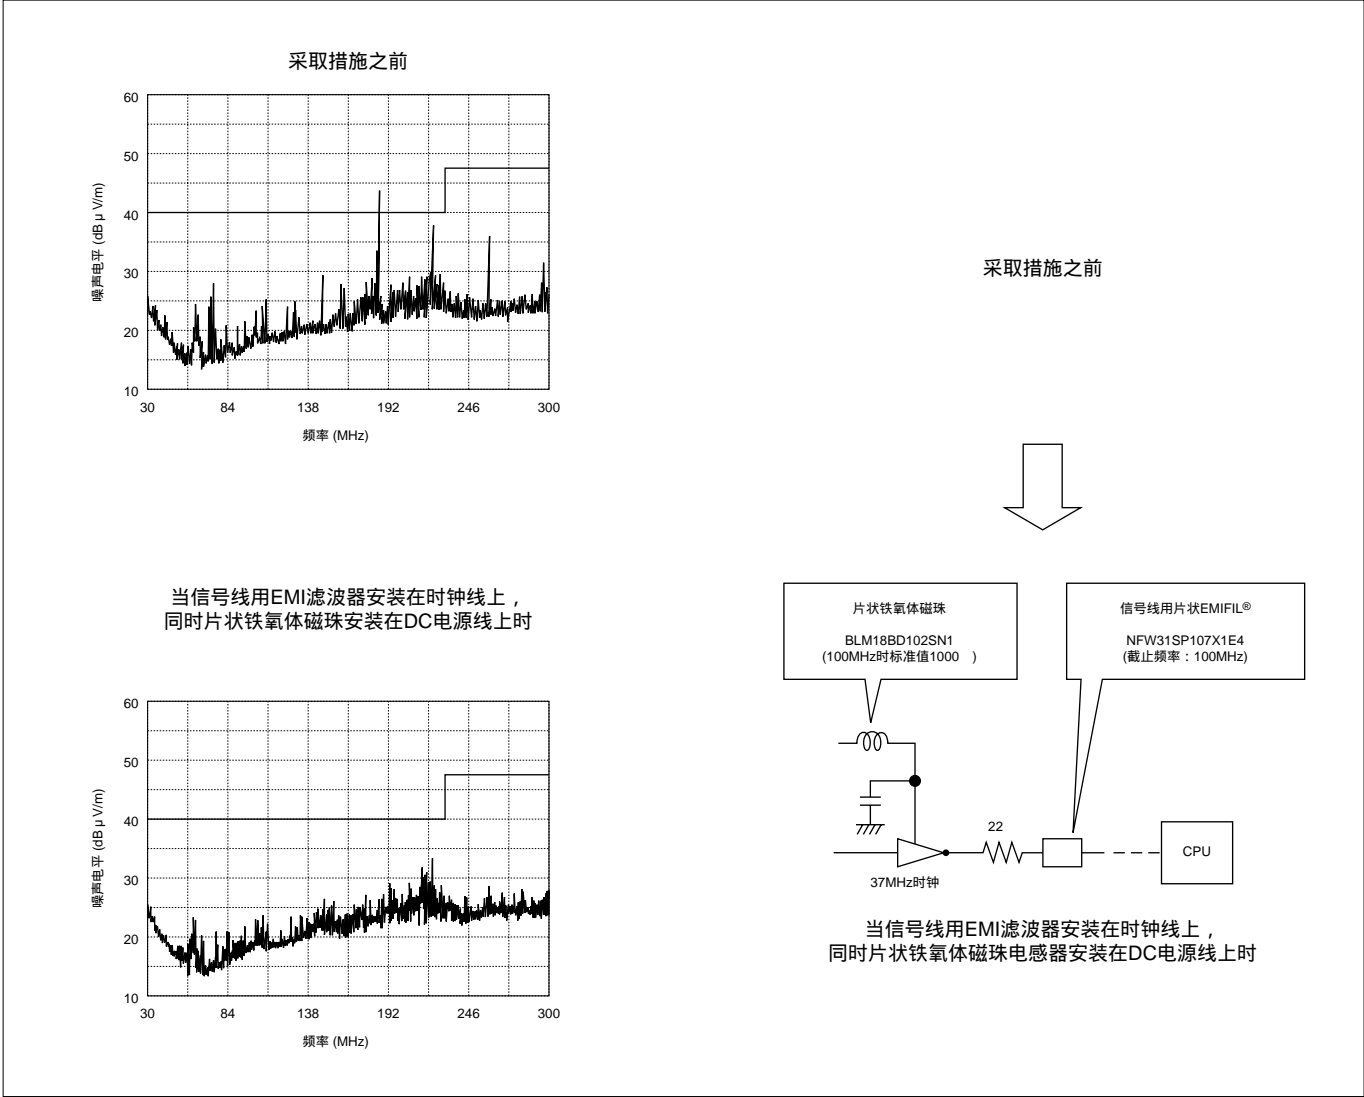 采取措施之前
60
50
40
30
20
10
噪声电平 (dB μ V/m)
30 84 138 192 246 300
频率 (MHz)
采取措施之前
当信号线用EMI滤波器安装在时钟线上，
同时片状铁氧体磁珠安装在DC电源线上时
60
50
40
30
20
10
噪声电平 (dB μ V/m)
30 84 138 192 246 300
频率 (MHz)
片状铁氧体磁珠
BLM18BD102SN1
(100MHz时标准值1000 )
信号线用片状EMIFIL®
NFW31SP107X1E4
(截止频率：100MHz)
22
CPU
37MHz时钟
当信号线用EMI滤波器安装在时钟线上，
同时片状铁氧体磁珠电感器安装在DC电源线上时